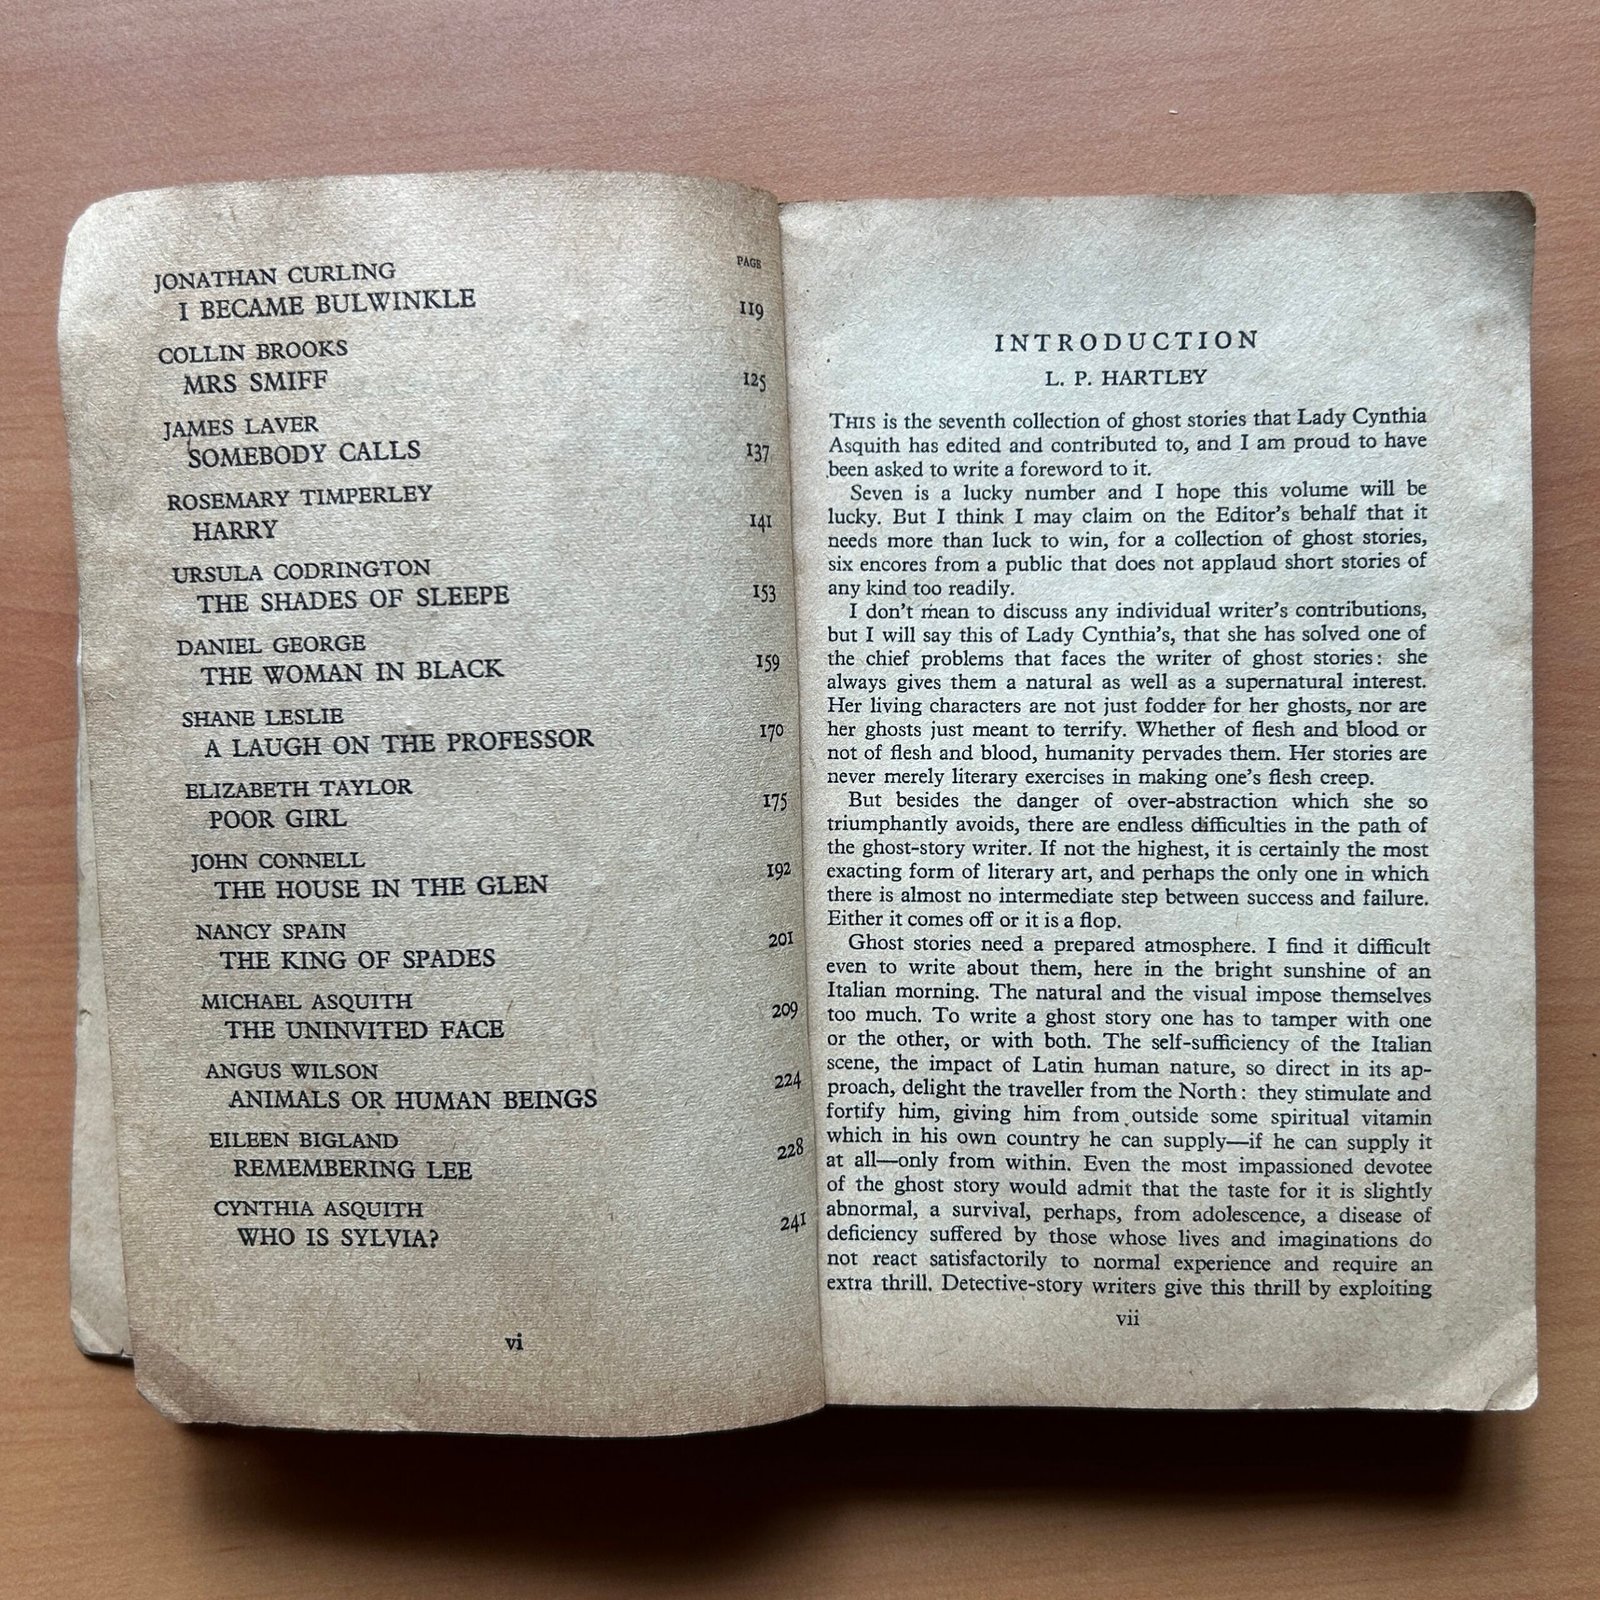 PAGE
JONATHAN CURLING
I BECAME BULWINKLE 119
COLLIN BROOKS
MRS SMIFF 125
JAMES LAVER
SOMEBODY CALLS 137
ROSEMARY TIMPERLEY
HARRY 141
URSULA CODRINGTON
THE SHADES OF SLEEPE 153
DANIEL GEORGE
THE WOMAN IN BLACK 159
SHANE LESLIE
A LAUGH ON THE PROFESSOR 170
ELIZABETH TAYLOR
POOR GIRL 175
JOHN CONNELL
THE HOUSE IN THE GLEN 192
NANCY SPAIN
THE KING OF SPADES 201
MICHAEL ASQUITH
THE UNINVITED FACE 209
ANGUS WILSON
ANIMALS OR HUMAN BEINGS 224
EILEEN BIGLAND
REMEMBERING LEE 228
CYNTHIA ASQUITH
WHO IS SYLVIA? 241
vi
INTRODUCTION
L. P. HARTLEY
THIS is the seventh collection of ghost stories that Lady Cynthia
Asquith has edited and contributed to, and I am proud to have
been asked to write a foreword to it.
Seven is a lucky number and I hope this volume will be
lucky. But I think I may claim on the Editor's behalf that it
needs more than luck to win, for a collection of ghost stories,
six encores from a public that does not applaud short stories of
any kind too readily.
I don't mean to discuss any individual writer's contributions,
but I will say this of Lady Cynthia's, that she has solved one of
the chief problems that faces the writer of ghost stories: she
always gives them a natural as well as a supernatural interest.
Her living characters are not just fodder for her ghosts, nor are
her ghosts just meant to terrify. Whether of flesh and blood or
not of flesh and blood, humanity pervades them. Her stories are
never merely literary exercises in making one's flesh creep.
But besides the danger of over-abstraction which she so
triumphantly avoids, there are endless difficulties in the path of
the ghost-story writer. If not the highest, it is certainly the most
exacting form of literary art, and perhaps the only one in which
there is almost no intermediate step between success and failure.
Either it comes off or it is a flop.
Ghost stories need a prepared atmosphere. I find it difficult
even to write about them, here in the bright sunshine of an
Italian morning. The natural and the visual impose themselves
too much. To write a ghost story one has to tamper with one
or the other, or with both. The self-sufficiency of the Italian
scene, the impact of Latin human nature, so direct in its ap-
proach, delight the traveller from the North: they stimulate and
fortify him, giving him from outside some spiritual vitamin
which in his own country he can supply—if he can supply it
at all—only from within. Even the most impassioned devotee
of the ghost story would admit that the taste for it is slightly
abnormal, a survival, perhaps, from adolescence, a disease of
deficiency suffered by those whose lives and imaginations do
not react satisfactorily to normal experience and require an
extra thrill. Detective-story writers give this thrill by exploiting
vii